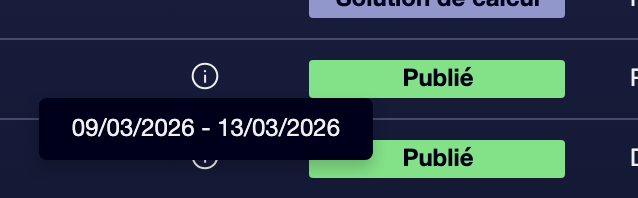 Solution de calcul
Publié
09/03/2026 - 13/03/2026
Publié